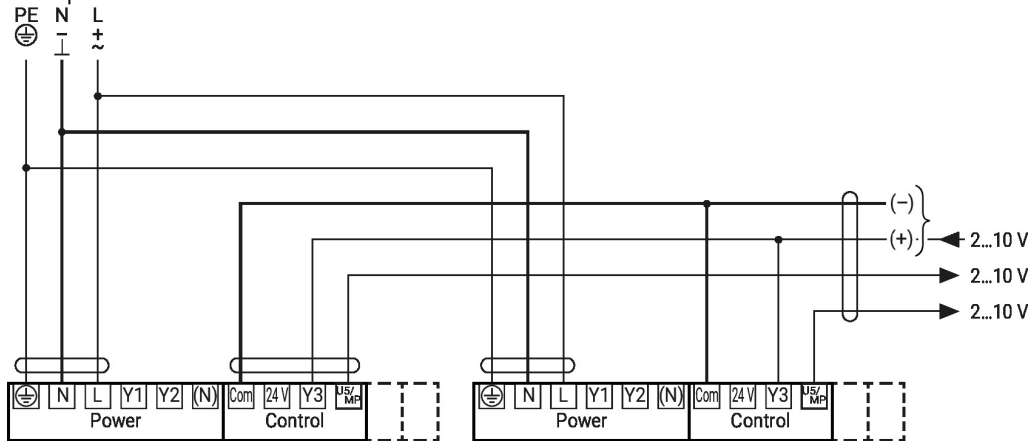 PE N L
– +
⊥ ~
(–)
(+) 2...10 V
2...10 V
2...10 V
N L Y1 Y2 (N) Com 24 V Y3 U5/MP N L Y1 Y2 (N) Com 24 V Y3 U5/MP
Power Control Power Control